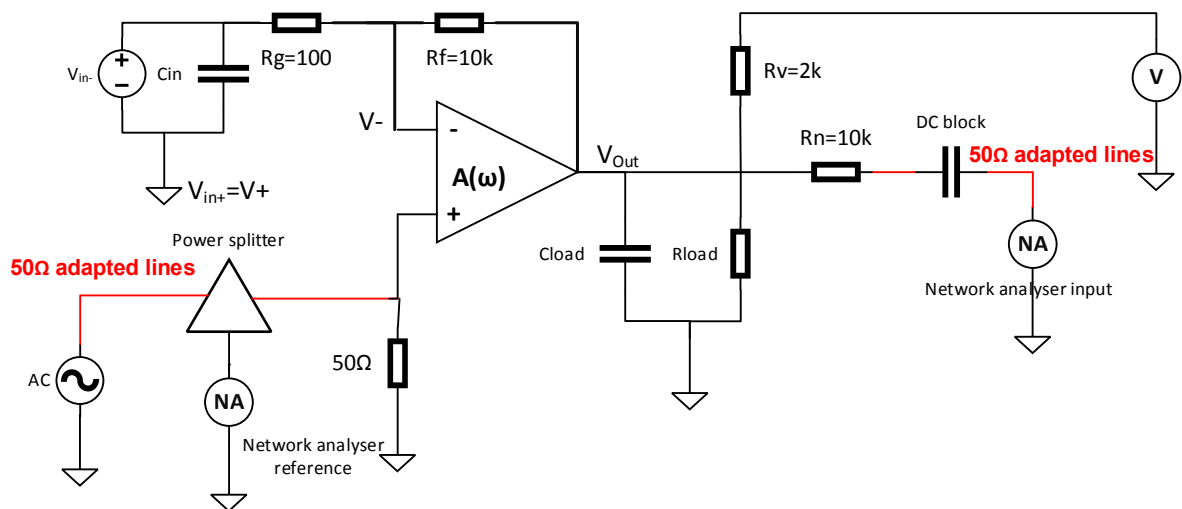 Rg=100
Rf=10k
Rv=2k
V
+
−
Vin-
Cin
V-
-
DC block
Rn=10k
50Ω adapted lines
VOut
A(ω)
Vin+=V+
+
Power splitter
50Ω adapted lines
Cload
Rload
NA
Network analyser input
50Ω
AC
NA
Network analyser
reference